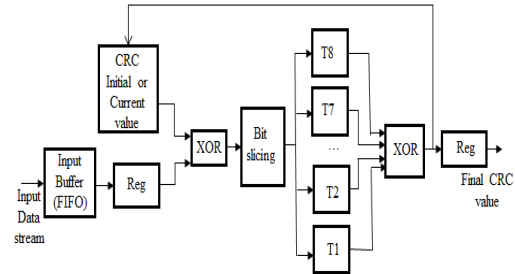 CRC
Initial or
Current
value
Input
Buffer
(FIFO)
Input
Data
stream
Reg
XOR
Bit
slicing
T8
T7
...
T2
T1
XOR
Reg
Final CRC
value